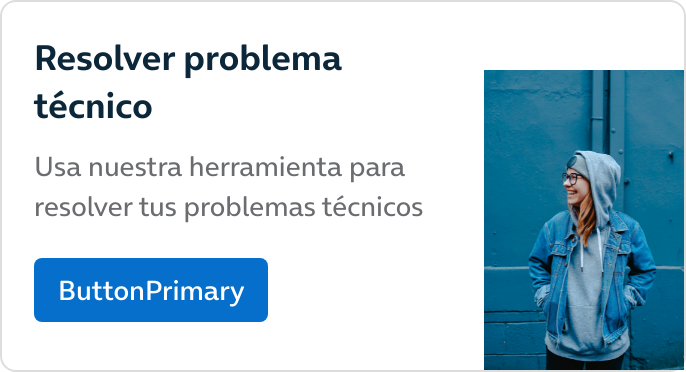 Resolver problema
técnico
Usa nuestra herramienta para
resolver tus problemas técnicos
ButtonPrimary